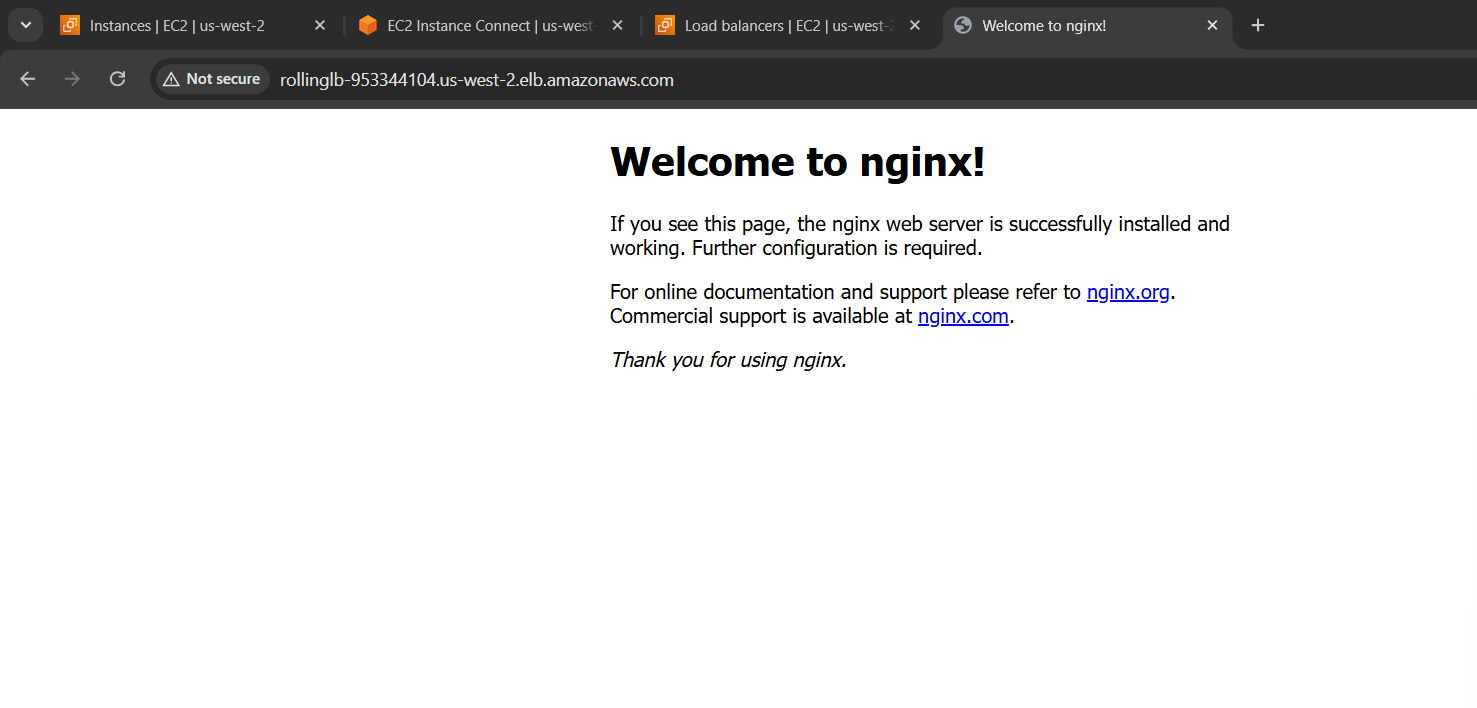 Instances | EC2 | us-west-2
EC2 Instance Connect | us-west-
Load balancers | EC2 | us-west-2
Welcome to nginx!
Not secure
rollinglb-953344104.us-west-2.elb.amazonaws.com
Welcome to nginx!
If you see this page, the nginx web server is successfully installed and
working. Further configuration is required.
For online documentation and support please refer to nginx.org.
Commercial support is available at nginx.com.
Thank you for using nginx.